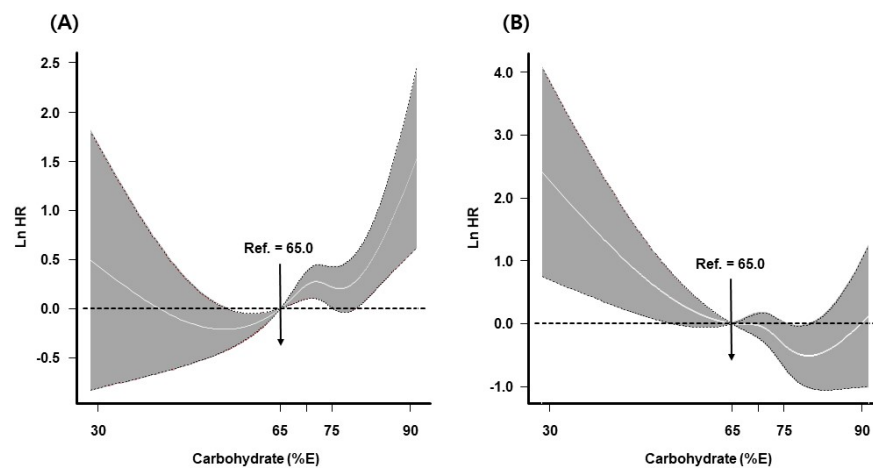 (A)
2.5
2.0
1.5
1.0
0.5
0.0
-0.5
Ln HR
Ref. = 65.0
30 65 75 90
Carbohydrate (%E)
(B)
4.0
3.0
2.0
1.0
0.0
-1.0
Ln HR
Ref. = 65.0
30 65 75 90
Carbohydrate (%E)